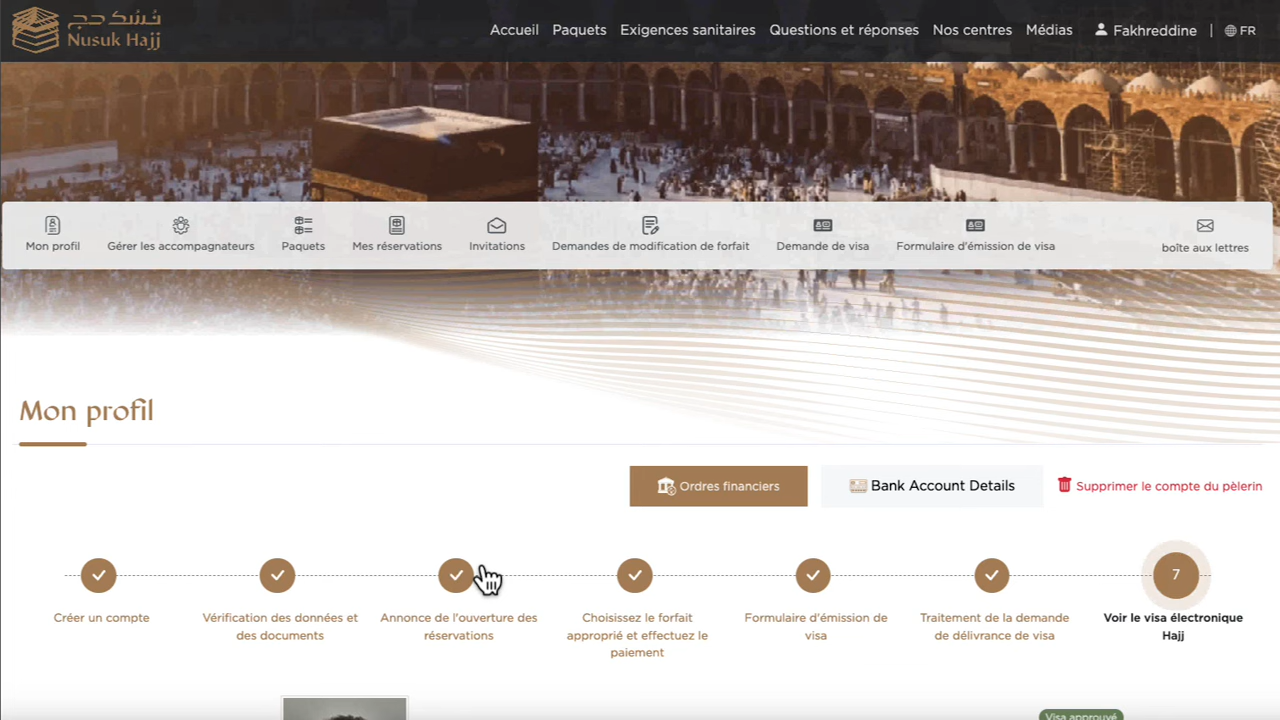 نُسُك حج
Nusuk Hajj
Accueil Paquets Exigences sanitaires Questions et réponses Nos centres Médias Fakhreddine | FR
Mon profil Gérer les accompagnateurs Paquets Mes réservations Invitations Demandes de modification de forfait Demande de visa Formulaire d'émission de visa boîte aux lettres
Mon profil
Ordres financiers Bank Account Details Supprimer le compte du pèlerin
7
Créer un compte
Vérification des données et
des documents
Annonce de l'ouverture des
réservations
Choisissez le forfait
approprié et effectuez le
paiement
Formulaire d'émission de
visa
Traitement de la demande
de délivrance de visa
Voir le visa électronique
Hajj
Visa approuvé